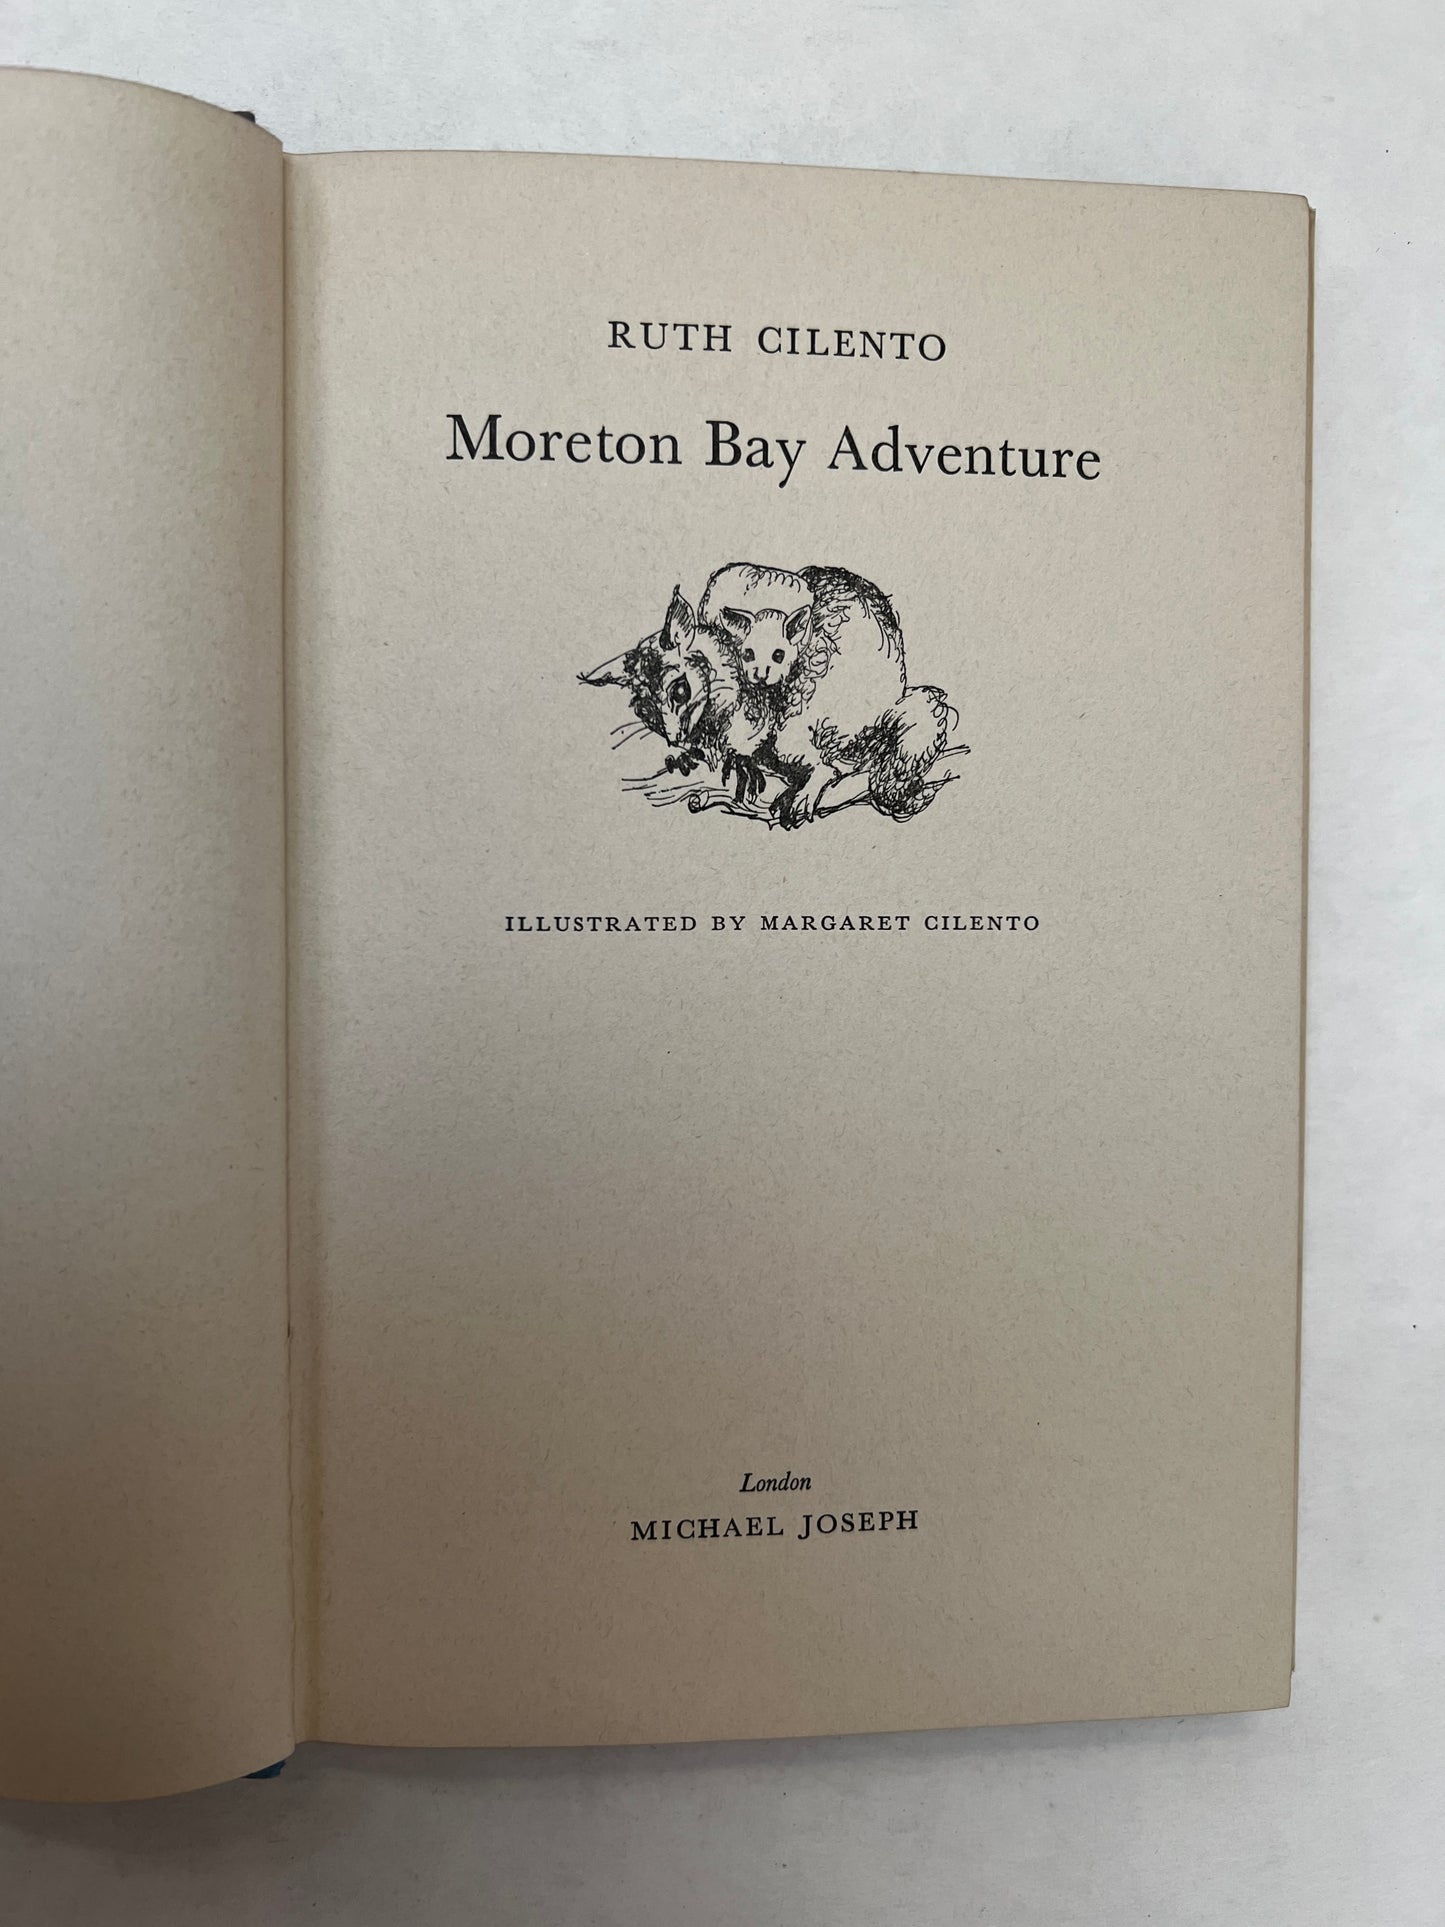 RUTH CILENTO
Moreton Bay Adventure
ILLUSTRATED BY MARGARET CILENTO
London
MICHAEL JOSEPH